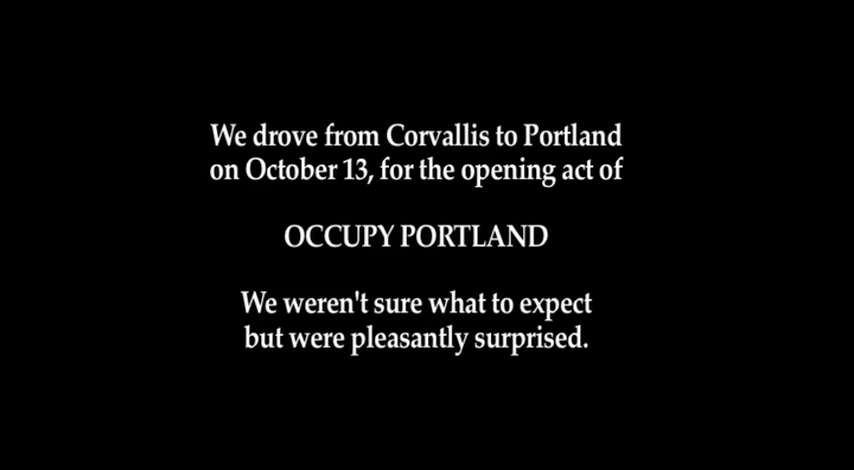 We drove from Corvallis to Portland
on October 13, for the opening act of
OCCUPY PORTLAND
We weren't sure what to expect
but were pleasantly surprised.